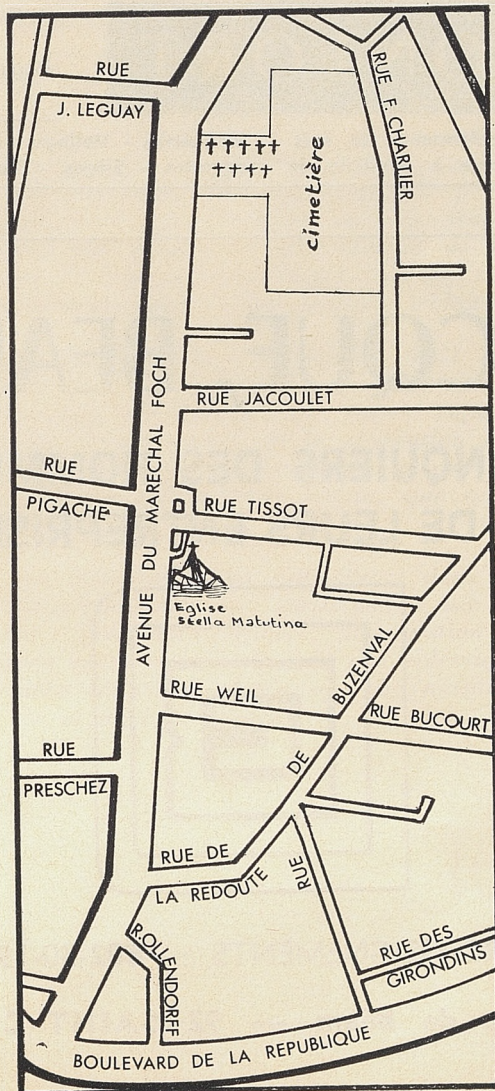 RUE
J. LEGUAY
RUE F. CHARTIER
cimetière
AVENUE DU MARECHAL FOCH
RUE JACOULET
RUE
PIGACHE
RUE TISSOT
Eglise
Stella Matutina
RUE WEIL
BUZENVAL
RUE BUCOURT
RUE
PRESCHEZ
DE
RUE DE
LA REDOUTE
RUE
R.OLLENDORFF
RUE DES
GIRONDINS
BOULEVARD DE LA REPUBLIQUE